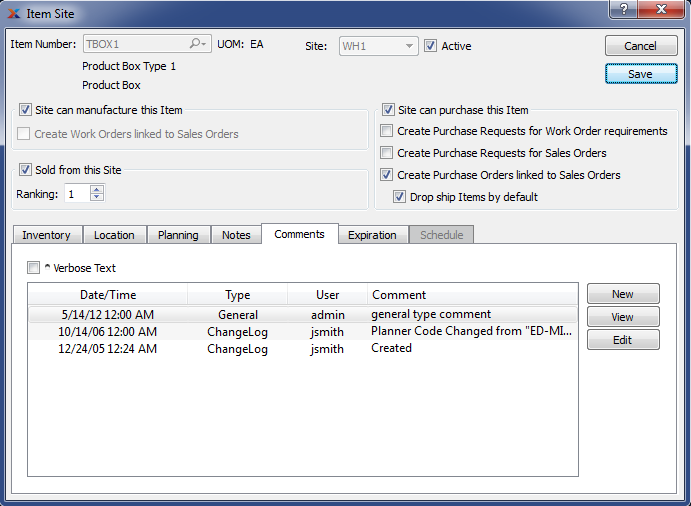 Item Site
Item Number: TBOX1 UOM: EA Site: WH1 Active Cancel
Product Box Type 1 Save
Product Box
Site can manufacture this Item
Create Work Orders linked to Sales Orders
Sold from this Site
Ranking: 1
Site can purchase this Item
Create Purchase Requests for Work Order requirements
Create Purchase Requests for Sales Orders
Create Purchase Orders linked to Sales Orders
Drop ship Items by default
Inventory Location Planning Notes Comments Expiration Schedule
^ Verbose Text
Date/Time Type User Comment
5/14/12 12:00 AM General admin general type comment
10/14/06 12:00 AM ChangeLog jsmith Planner Code Changed from "ED-MI...
12/24/05 12:24 AM ChangeLog jsmith Created
New
View
Edit